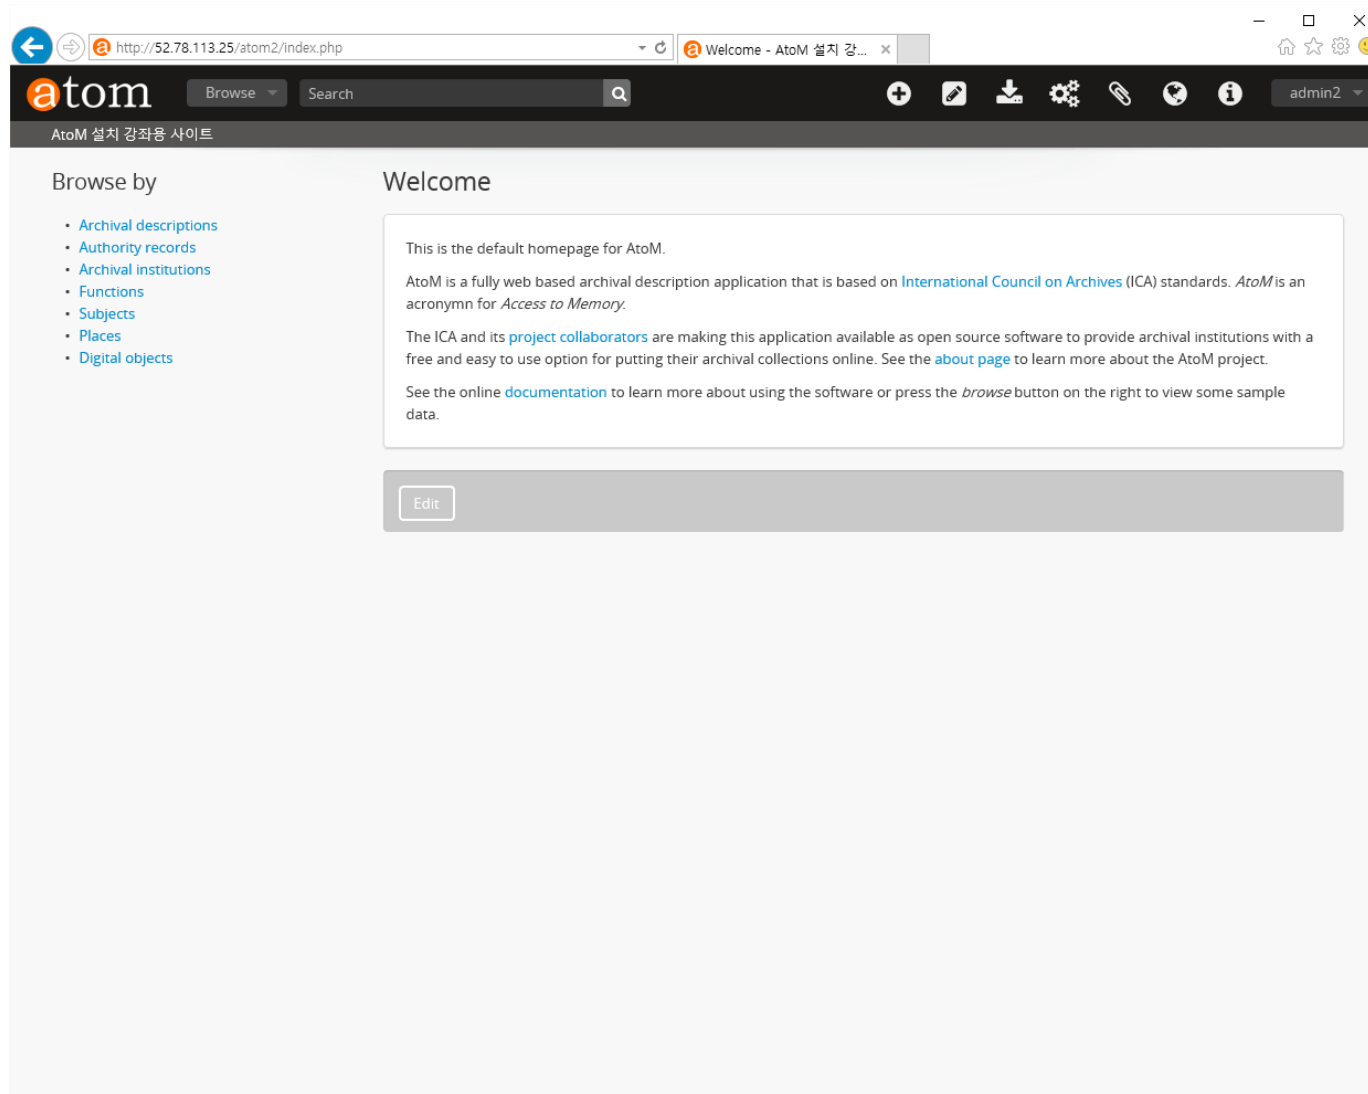 http://52.78.113.25/atom2/index.php
Welcome - AtoM 설치 강...
atom
Browse
Search
admin2
AtoM 설치 강좌용 사이트
Browse by
Archival descriptions
Authority records
Archival institutions
Functions
Subjects
Places
Digital objects
Welcome
This is the default homepage for AtoM.
AtoM is a fully web based archival description application that is based on International Council on Archives (ICA) standards. AtoM is an
acronymn for Access to Memory.
The ICA and its project collaborators are making this application available as open source software to provide archival institutions with a
free and easy to use option for putting their archival collections online. See the about page to learn more about the AtoM project.
See the online documentation to learn more about using the software or press the browse button on the right to view some sample
data.
Edit